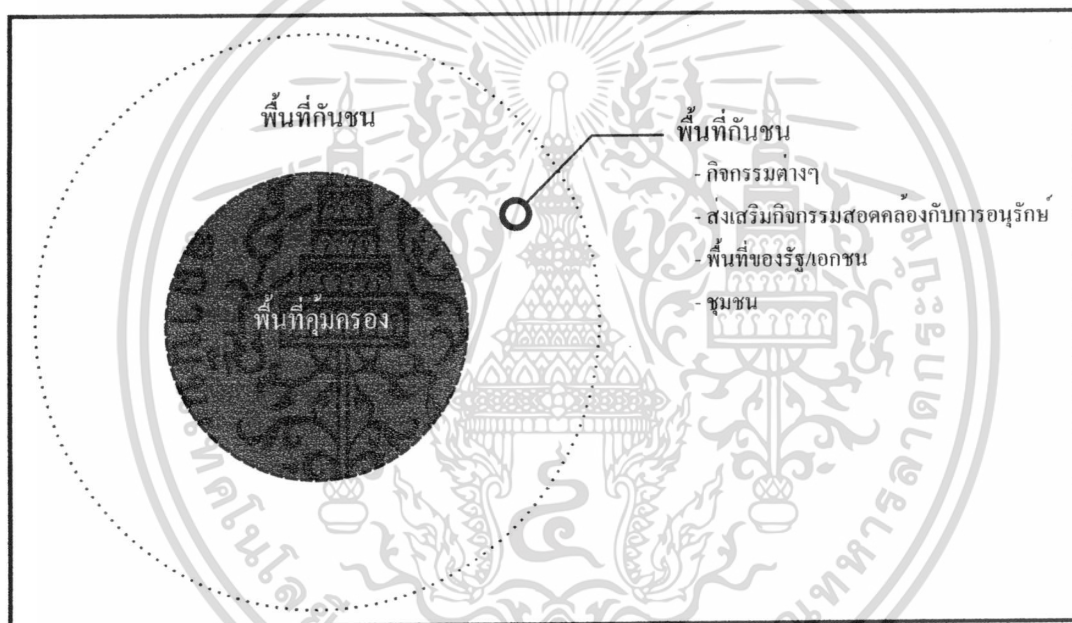 พื้นที่กันชน
พื้นที่คุ้มครอง
พื้นที่กันชน
- กิจกรรมต่างๆ
- ส่งเสริมกิจกรรมสอดคล้องกับการอนุรักษ์
- พื้นที่ของรัฐ/เอกชน
- ชุมชน